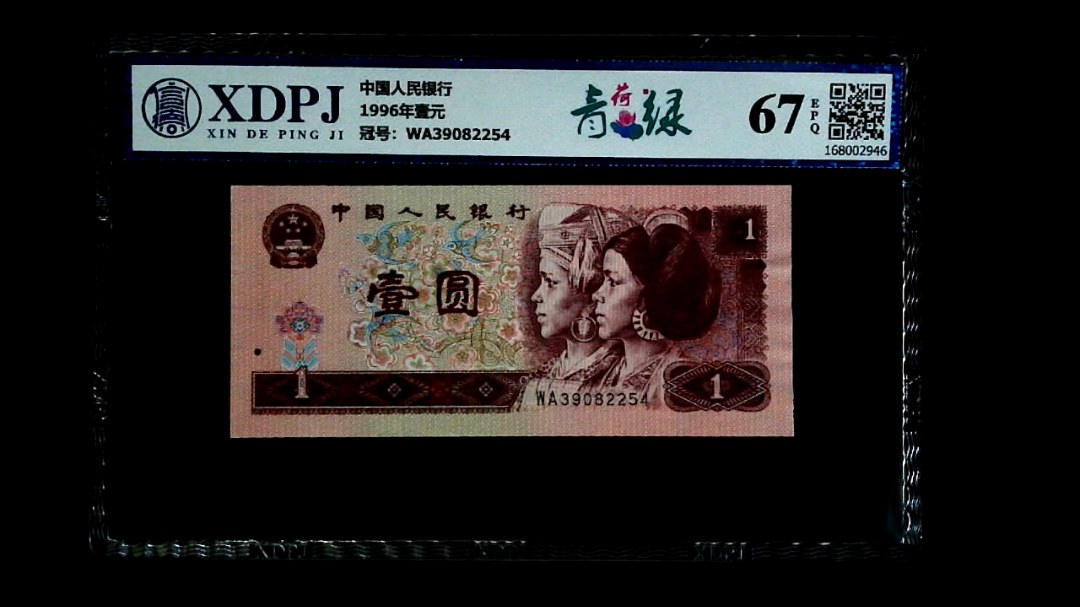 XDPJ
XIN DE PING JI
中国人民银行
1996年壹元
冠号：WA39082254
青荷绿
67
EPQ
168002946
中国人民银行
1
壹圆
1
WA39082254
1
XDPJ
XDPJ